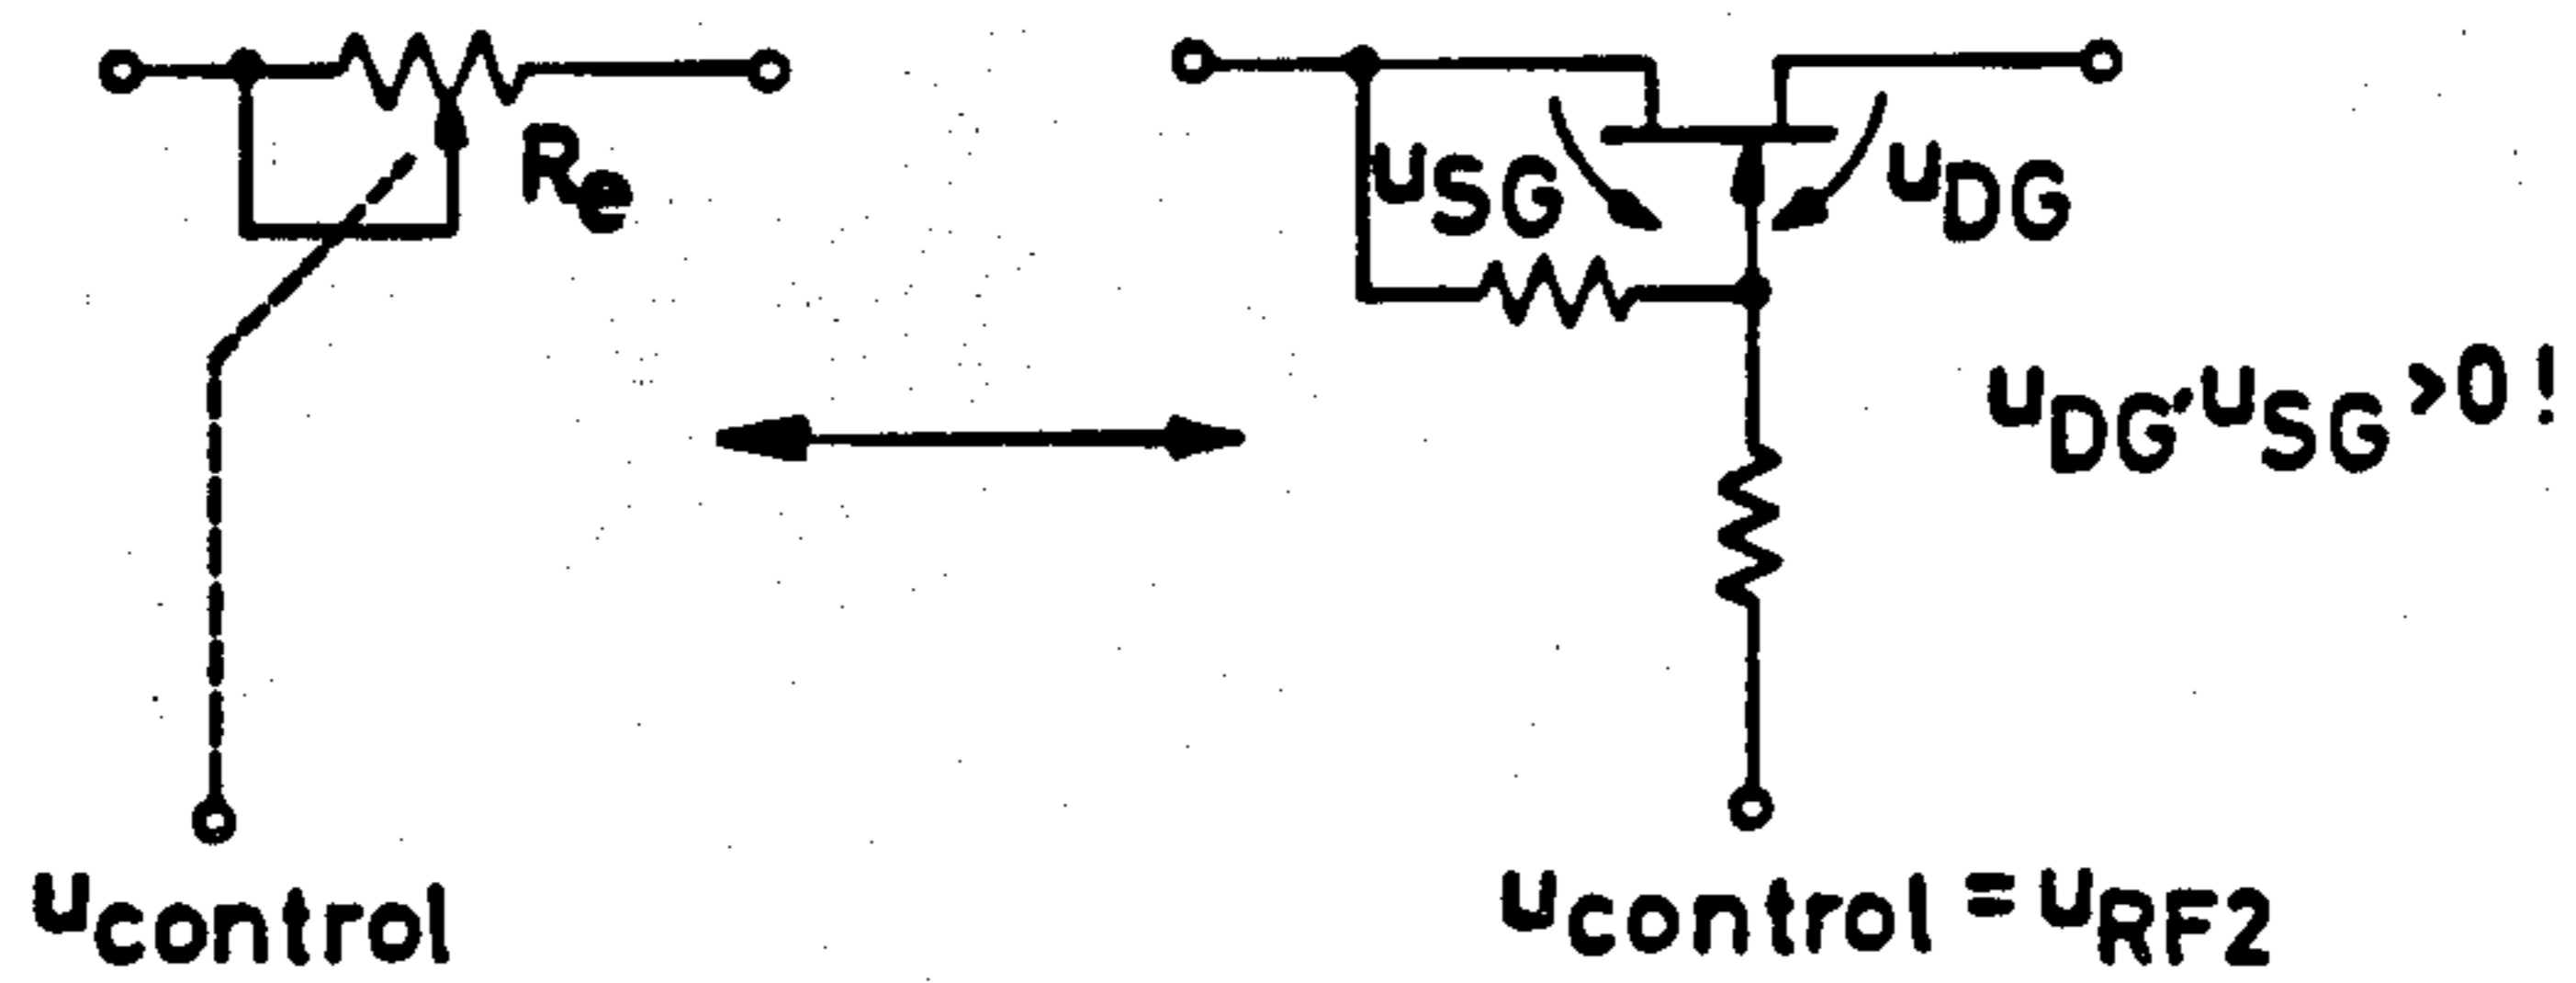 Re
uSG
uDG
uDG, uSG > 0 !
ucontrol
ucontrol = uRF2